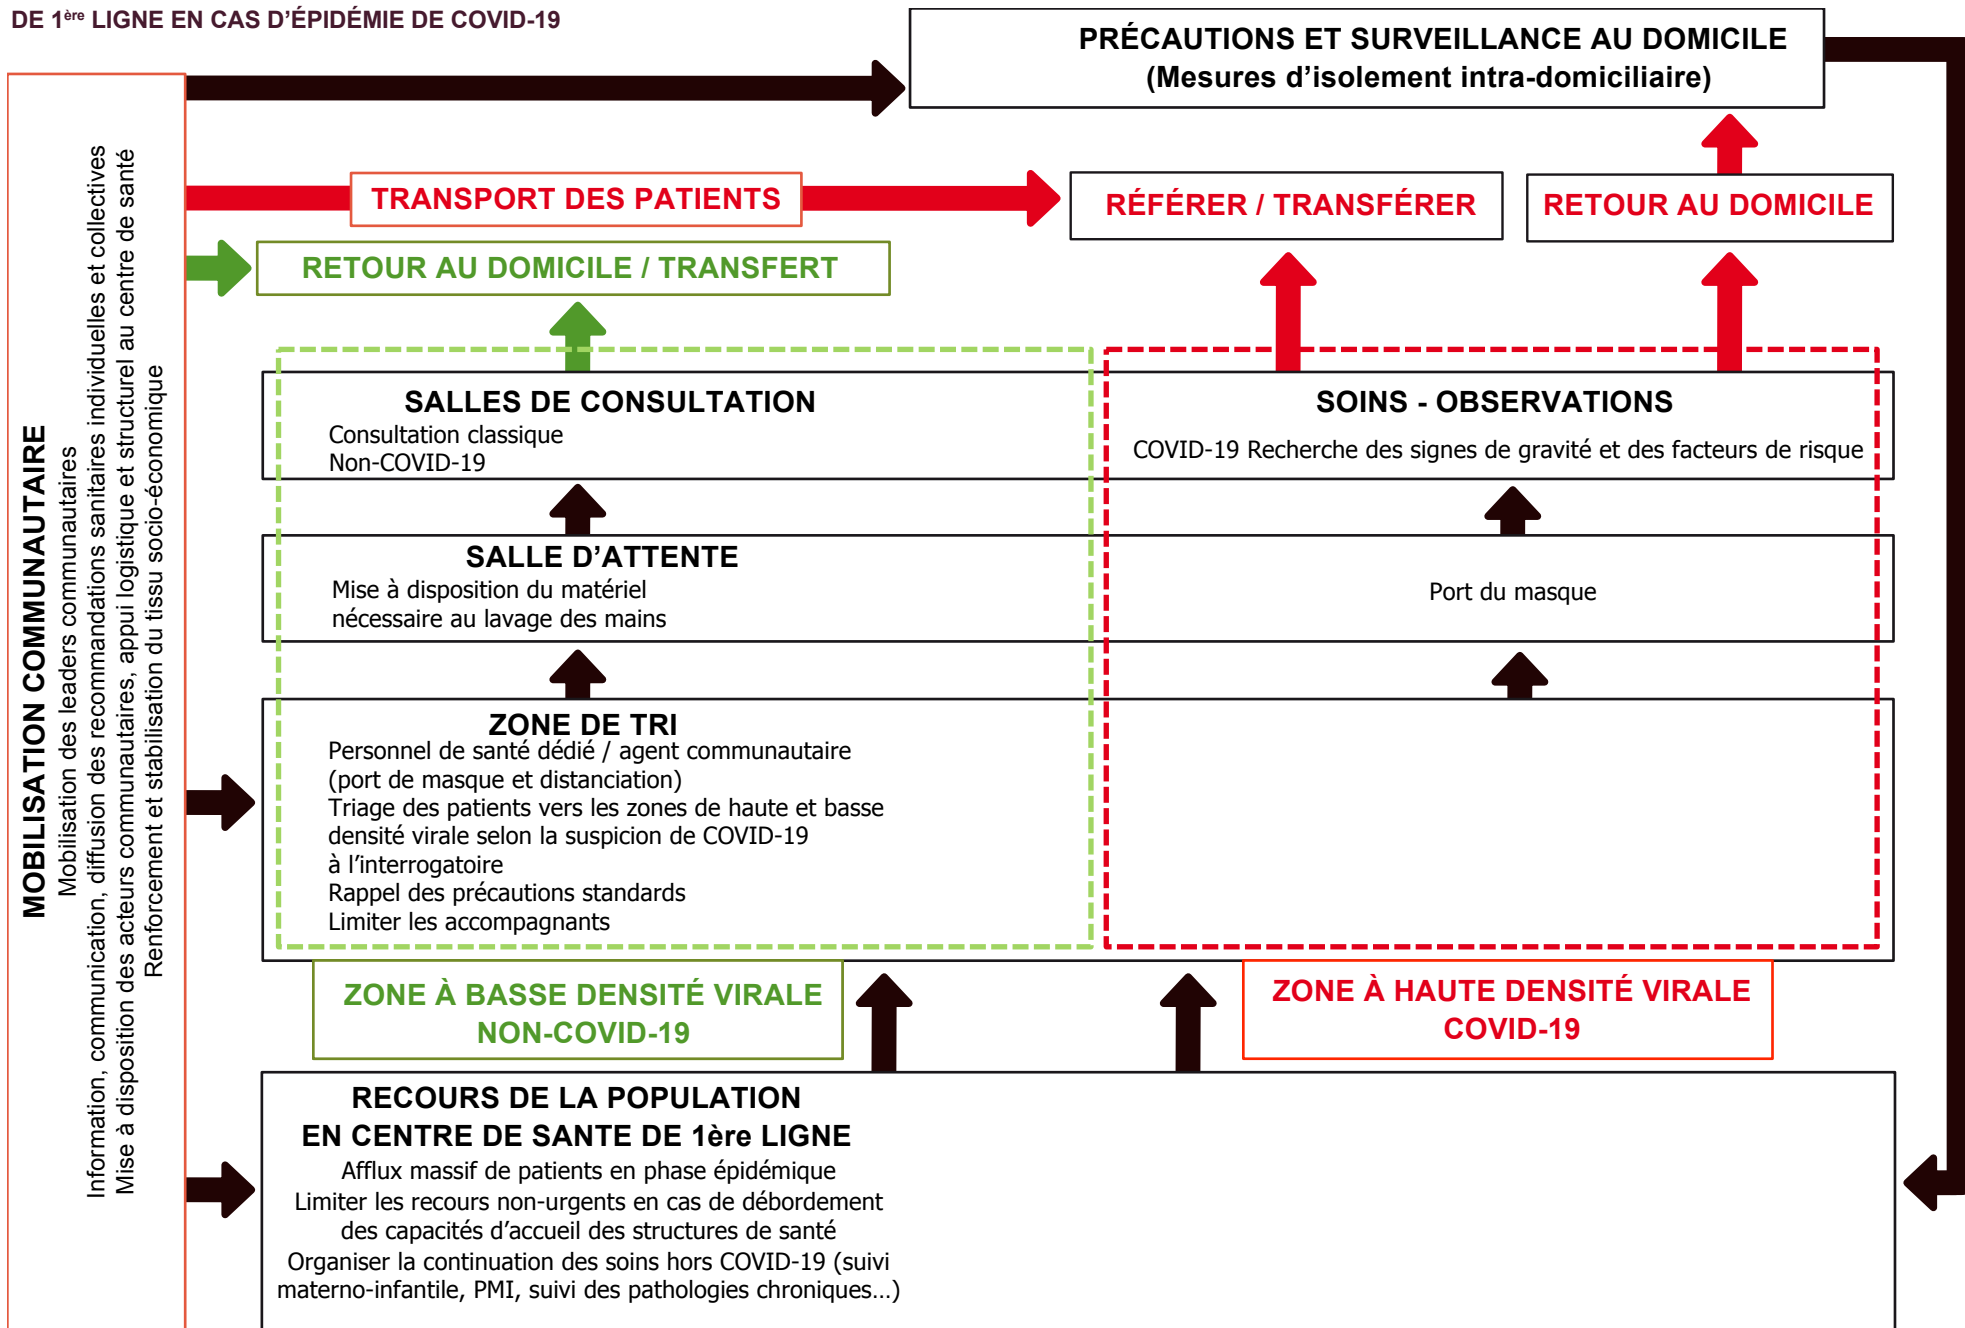 DE 1ère LIGNE EN CAS D'ÉPIDÉMIE DE COVID-19
PRÉCAUTIONS ET SURVEILLANCE AU DOMICILE
(Mesures d'isolement intra-domiciliaire)
MOBILISATION COMMUNAUTAIRE
Mobilisation des leaders communautaires
Information, communication, diffusion des recommandations sanitaires individuelles et collectives
Mise à disposition des acteurs communautaires, appui logistique et structurel au centre de santé
Renforcement et stabilisation du tissu socio-économique
TRANSPORT DES PATIENTS
RÉFÉRER / TRANSFÉRER
RETOUR AU DOMICILE
RETOUR AU DOMICILE / TRANSFERT
SALLES DE CONSULTATION
Consultation classique
Non-COVID-19
SOINS - OBSERVATIONS
COVID-19 Recherche des signes de gravité et des facteurs de risque
SALLE D'ATTENTE
Mise à disposition du matériel
nécessaire au lavage des mains
Port du masque
ZONE DE TRI
Personnel de santé dédié / agent communautaire
(port de masque et distanciation)
Triage des patients vers les zones de haute et basse
densité virale selon la suspicion de COVID-19
à l'interrogatoire
Rappel des précautions standards
Limiter les accompagnants
ZONE À BASSE DENSITÉ VIRALE
NON-COVID-19
ZONE À HAUTE DENSITÉ VIRALE
COVID-19
RECOURS DE LA POPULATION
EN CENTRE DE SANTE DE 1ère LIGNE
Afflux massif de patients en phase épidémique
Limiter les recours non-urgents en cas de débordement
des capacités d'accueil des structures de santé
Organiser la continuation des soins hors COVID-19 (suivi
materno-infantile, PMI, suivi des pathologies chroniques…)